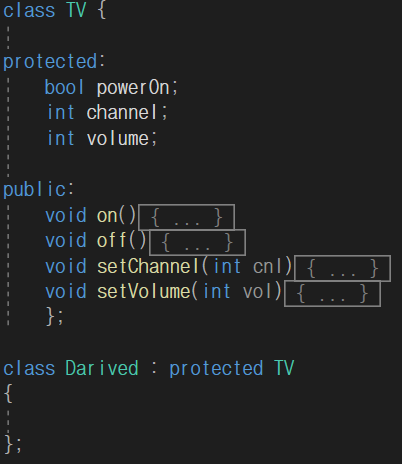 class TV {
protected:
bool powerOn;
int channel;
int volume;
public:
void on() { ... }
void off() { ... }
void setChannel(int cnl) { ... }
void setVolume(int vol) { ... }
};
class Darived : protected TV
{
};